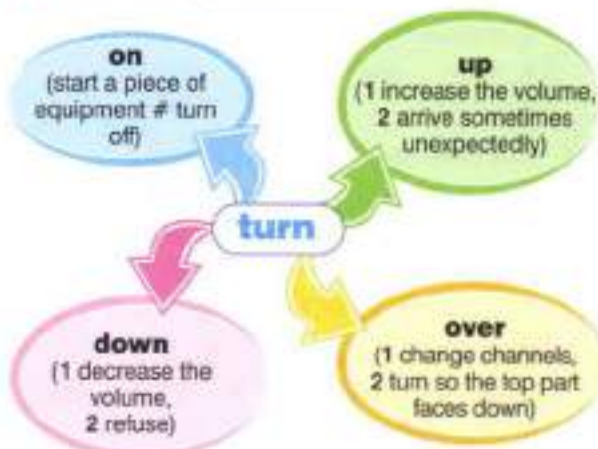 on
(start a piece of
equipment # turn
off)
up
(1 increase the volume,
2 arrive sometimes
unexpectedly)
turn
down
(1 decrease the
volume,
2 refuse)
over
(1 change channels,
2 turn so the top part
faces down)